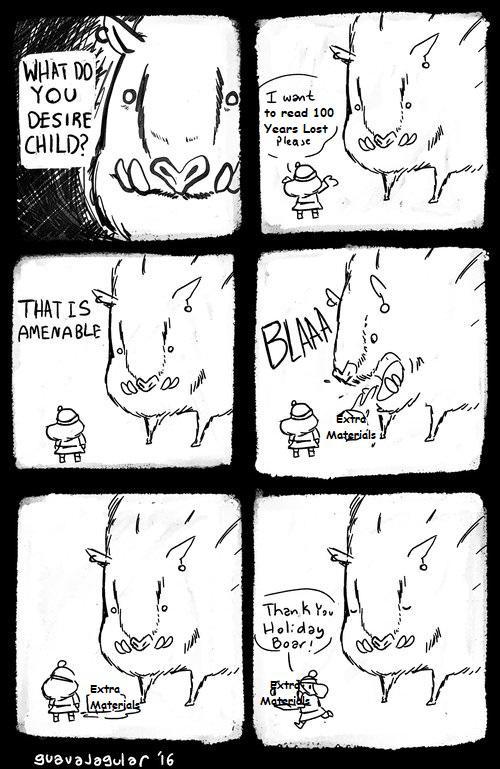 WHAT DO
YOU
DESIRE
CHILD?
I want
to read 100
Years Lost
Please
THAT IS
AMENABLE
BLAAA
Extra
Materials
Extra
Materials
Thank You
Holiday
Boar!
Extra
Materials
guavaJagular '16